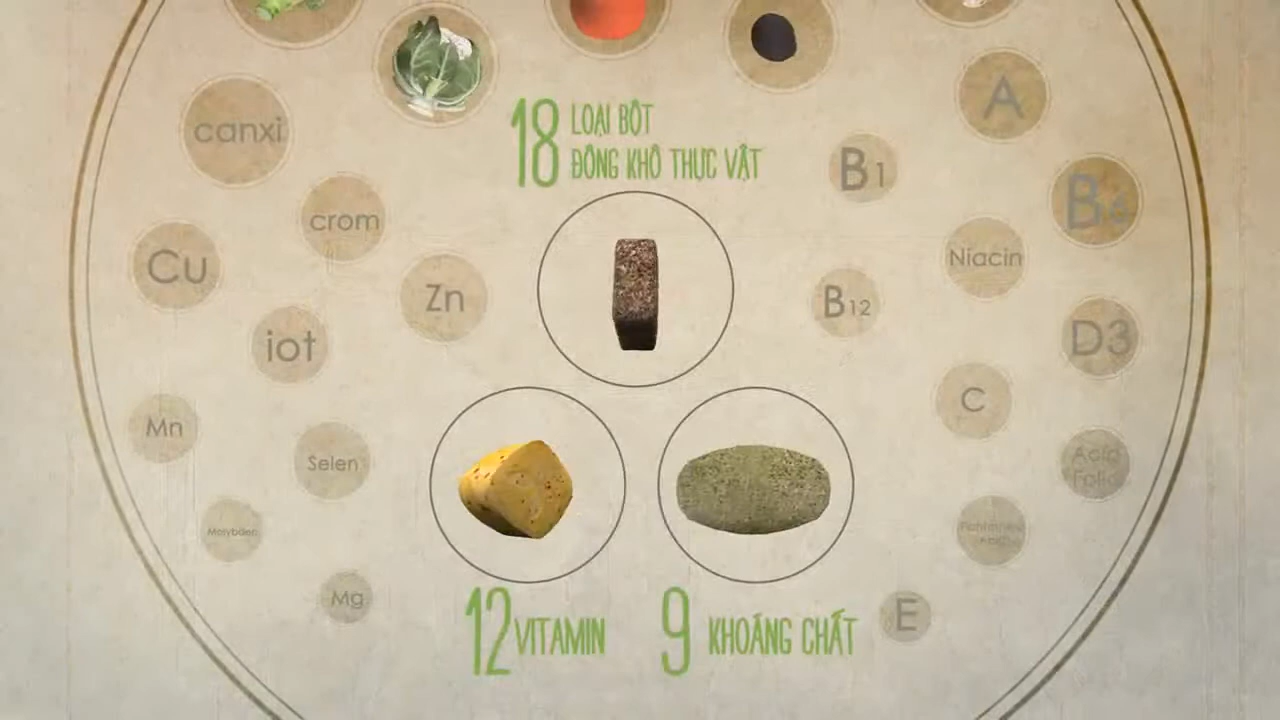 18 LOẠI BỘT
ĐÔNG KHÔ THỰC VẬT
canxi
crom
Cu
Zn
iot
Mn
Selen
Molybden
Mg
A
B1
B6
Niacin
B12
D3
C
Acid
Folic
E
12 VITAMIN
9 KHOÁNG CHẤT